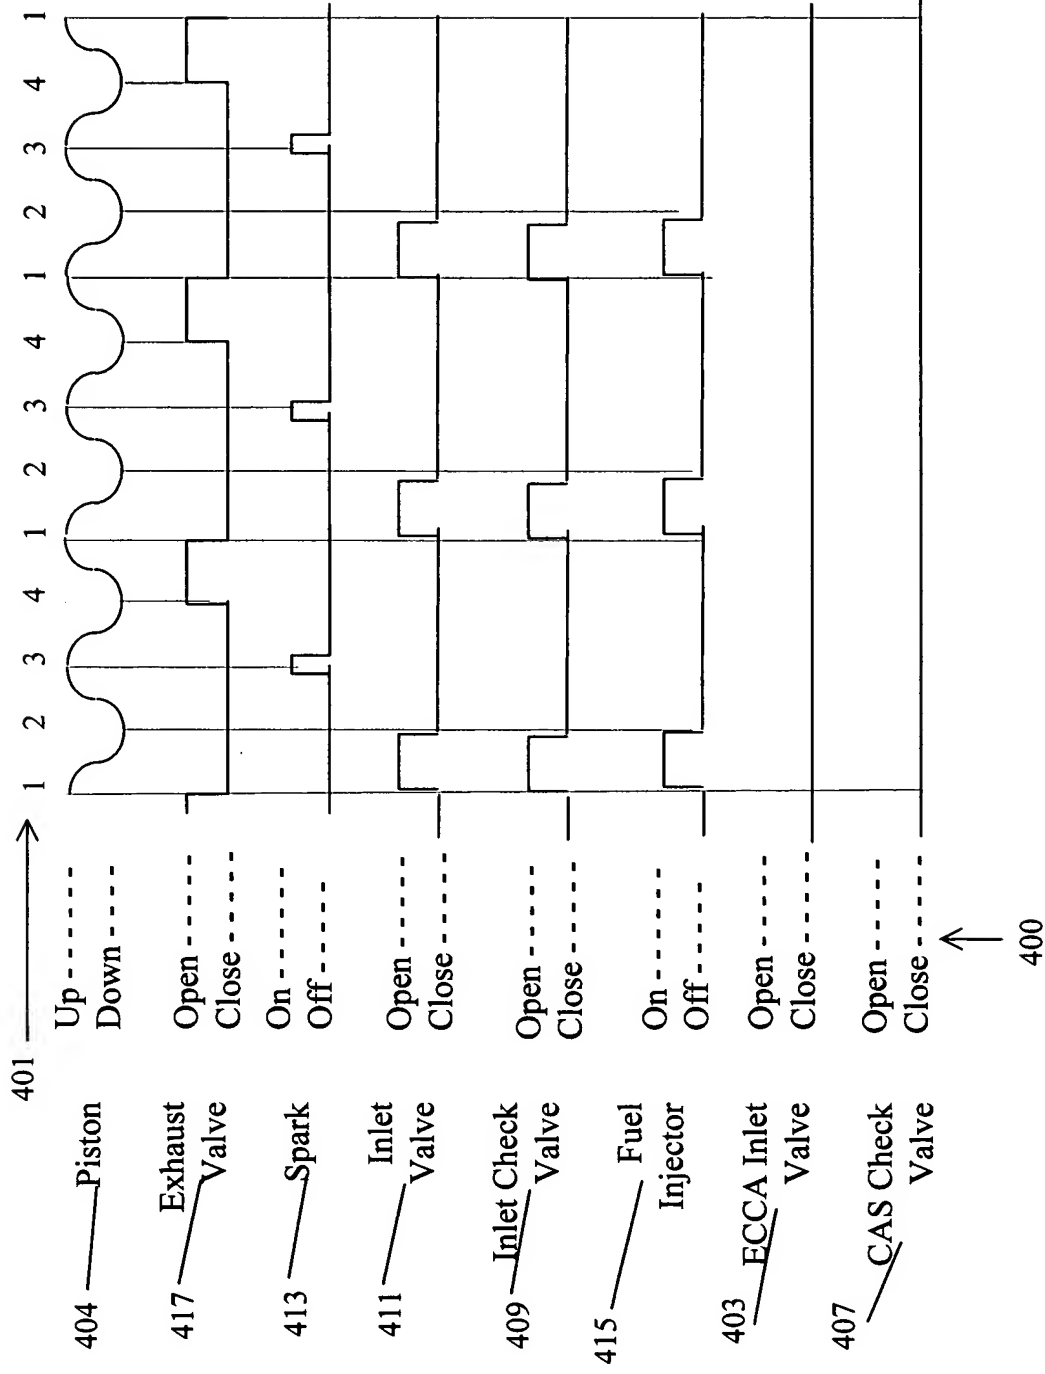 401
1 2 3 4 1 2 3 4 1 2 3 4 1
404 Piston
Up
Down
417 Exhaust
Valve
Open
Close
413 Spark
On
Off
411 Inlet
Valve
Open
Close
409 Inlet Check
Valve
Open
Close
415 Fuel
Injector
On
Off
403 ECCA Inlet
Valve
Open
Close
407 CAS Check
Valve
Open
Close
400